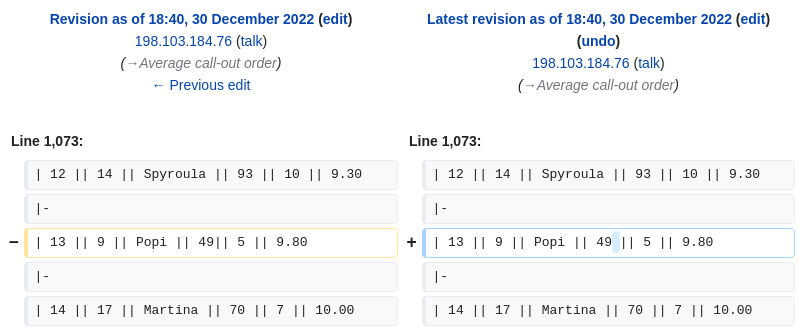 Revision as of 18:40, 30 December 2022 (edit)
198.103.184.76 (talk)
(→Average call-out order)
← Previous edit
Latest revision as of 18:40, 30 December 2022 (edit)
(undo)
198.103.184.76 (talk)
(→Average call-out order)
Line 1,073:
| 12 || 14 || Spyroula || 93 || 10 || 9.30
|-
− | 13 || 9 || Popi || 49|| 5 || 9.80
|-
| 14 || 17 || Martina || 70 || 7 || 10.00
Line 1,073:
| 12 || 14 || Spyroula || 93 || 10 || 9.30
|-
+ | 13 || 9 || Popi || 49 || 5 || 9.80
|-
| 14 || 17 || Martina || 70 || 7 || 10.00